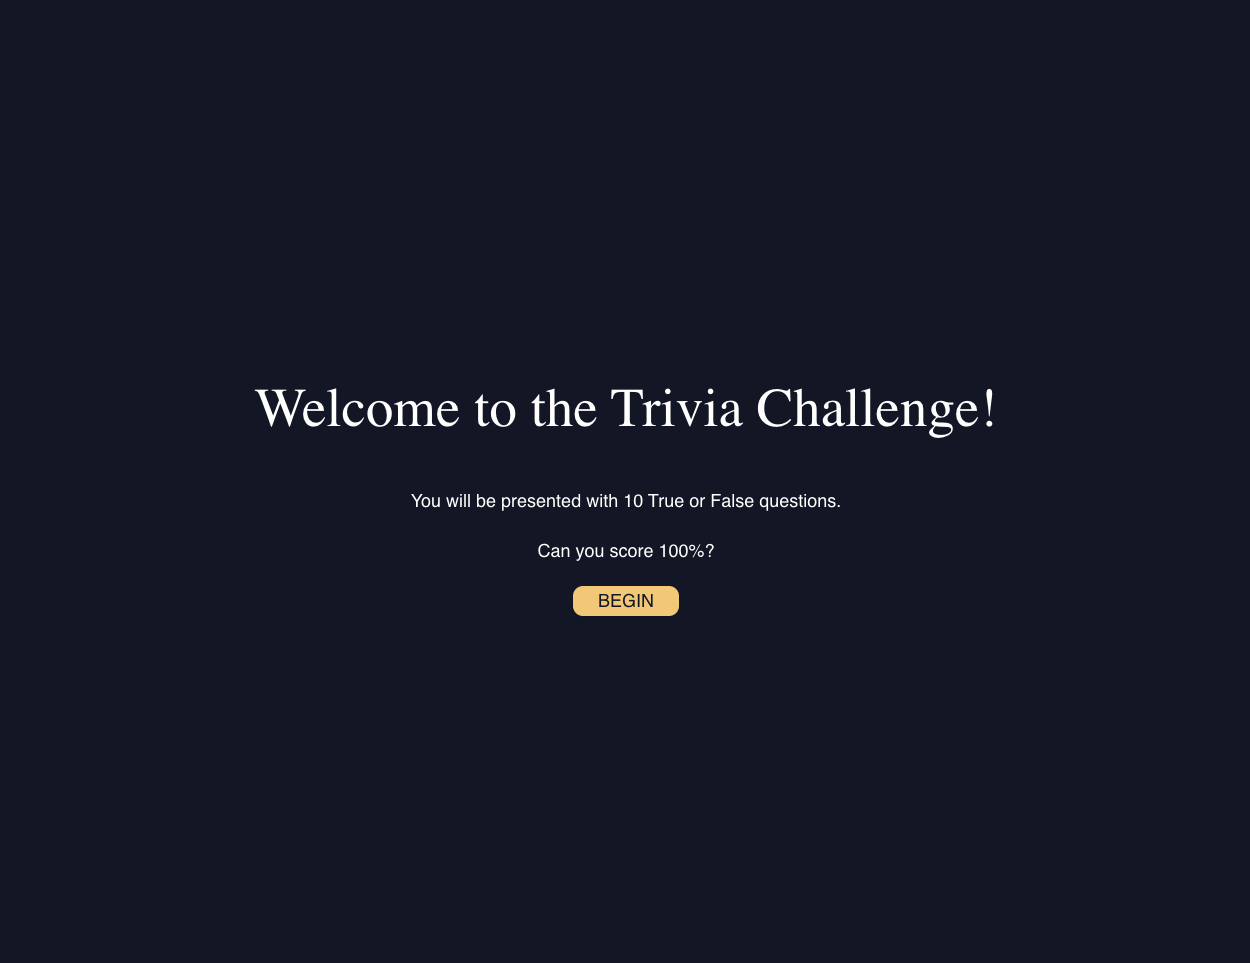 Welcome to the Trivia Challenge!
You will be presented with 10 True or False questions.
Can you score 100%?
BEGIN